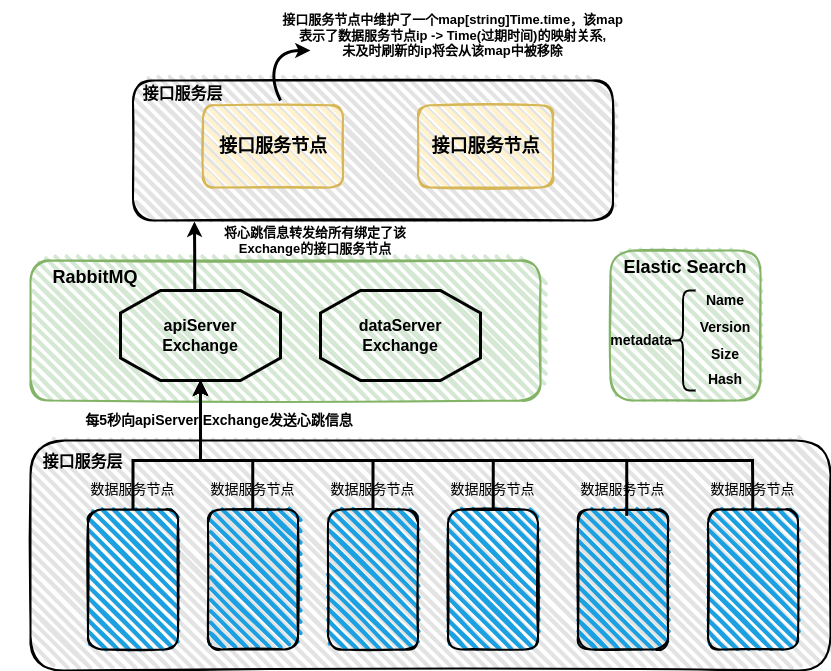 接口服务节点中维护了一个map[string]Time.time，该map
表示了数据服务节点ip -> Time(过期时间)的映射关系,
未及时刷新的ip将会从该map中被移除
接口服务层
接口服务节点
接口服务节点
将心跳信息转发给所有绑定了该
Exchange的接口服务节点
RabbitMQ
apiServer
Exchange
dataServer
Exchange
Elastic Search
metadata
Name
Version
Size
Hash
每5秒向apiServer Exchange发送心跳信息
接口服务层
数据服务节点
数据服务节点
数据服务节点
数据服务节点
数据服务节点
数据服务节点